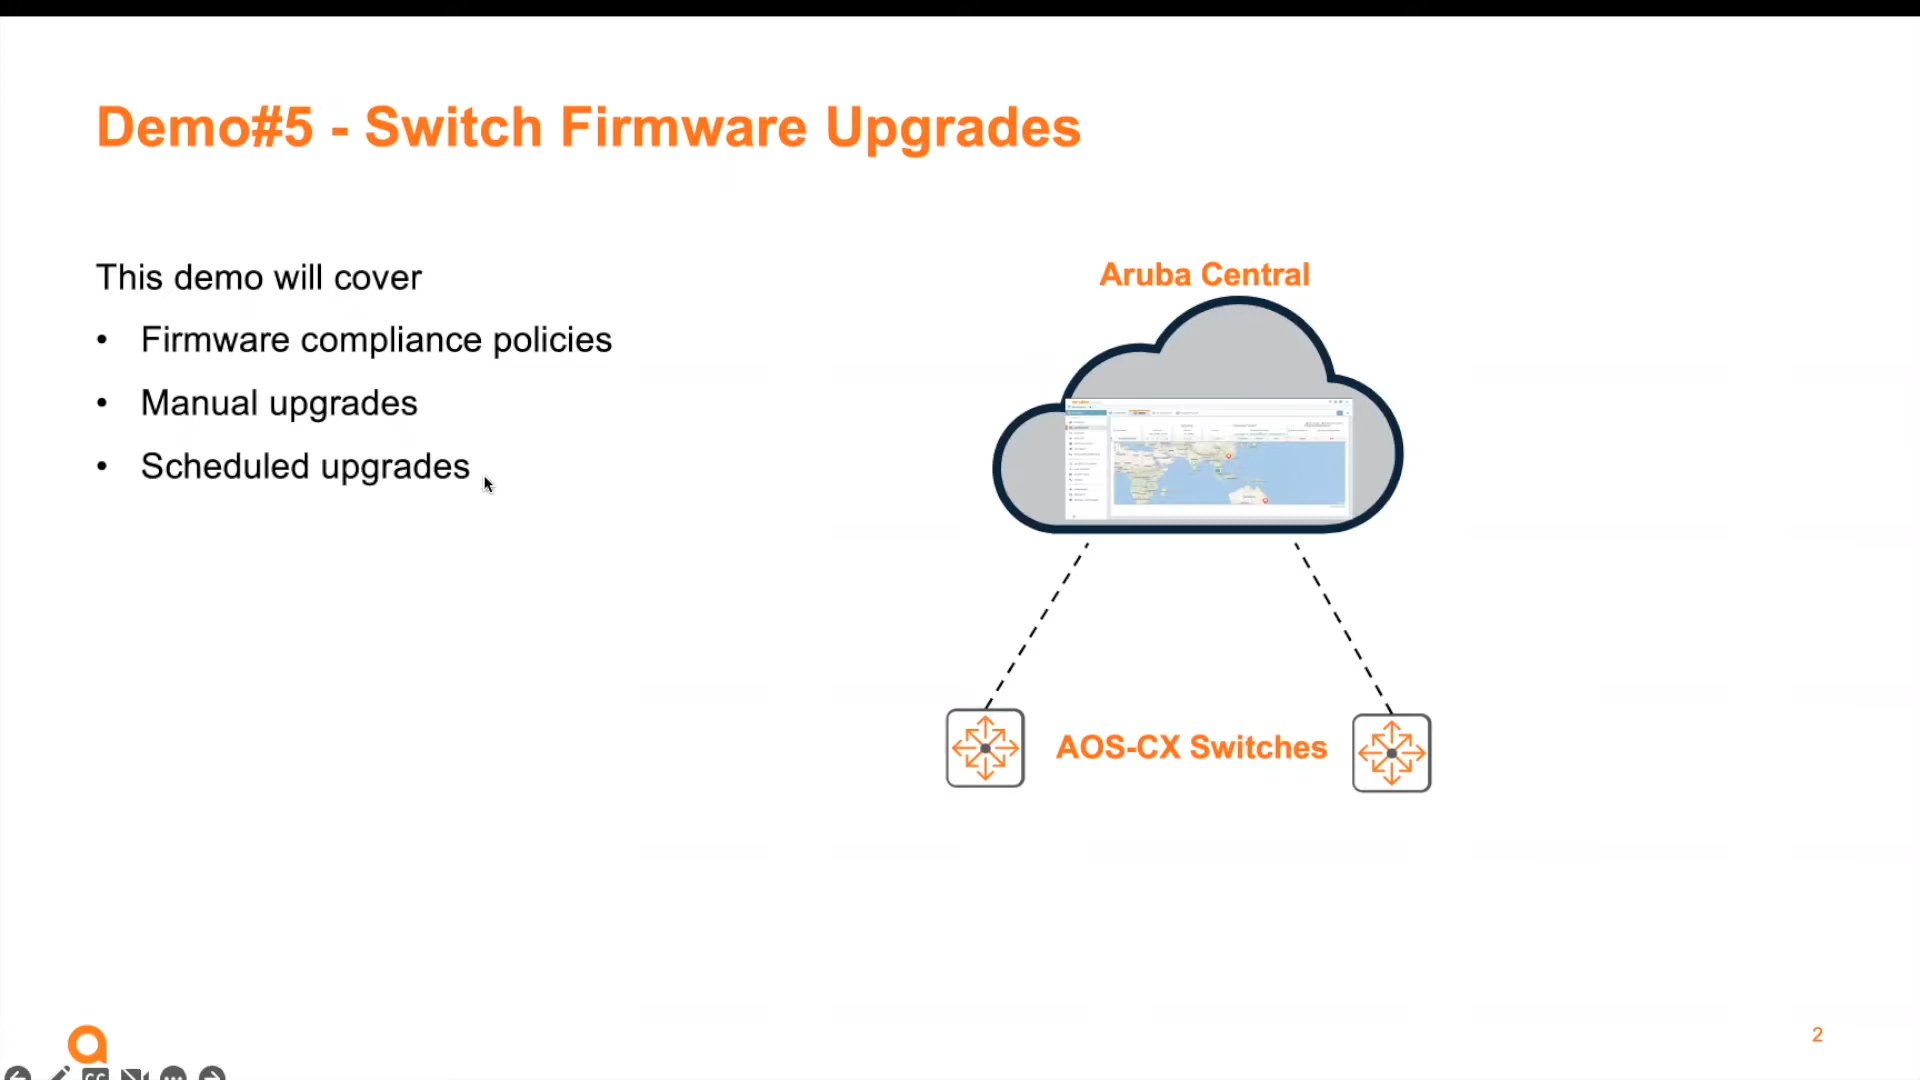 Demo#5 - Switch Firmware Upgrades
This demo will cover
• Firmware compliance policies
• Manual upgrades
• Scheduled upgrades
Aruba Central
AOS-CX Switches
2
CC